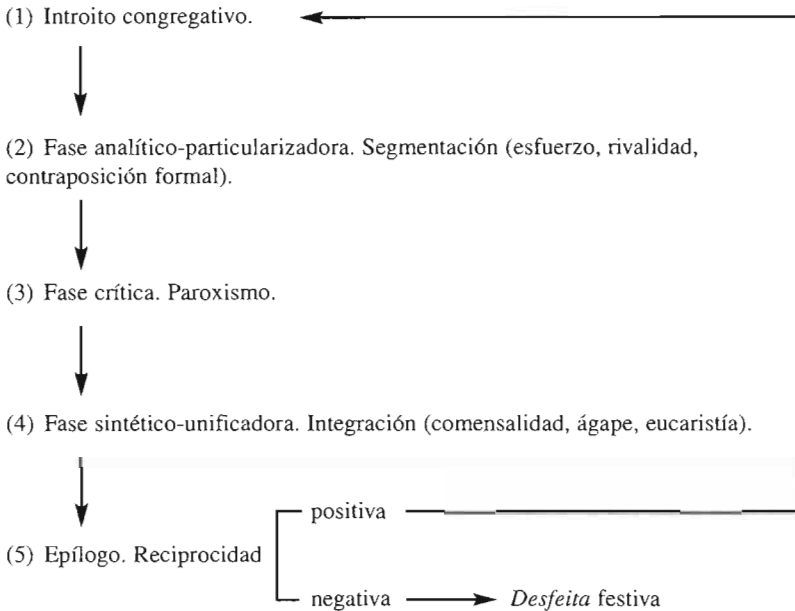 (1) Introito congregativo.
(2) Fase analítico-particularizadora. Segmentación (esfuerzo, rivalidad,
contraposición formal).
(3) Fase crítica. Paroxismo.
(4) Fase sintético-unificadora. Integración (comensalidad, ágape, eucaristía).
positiva
(5) Epílogo. Reciprocidad
negativa Desfeita festiva